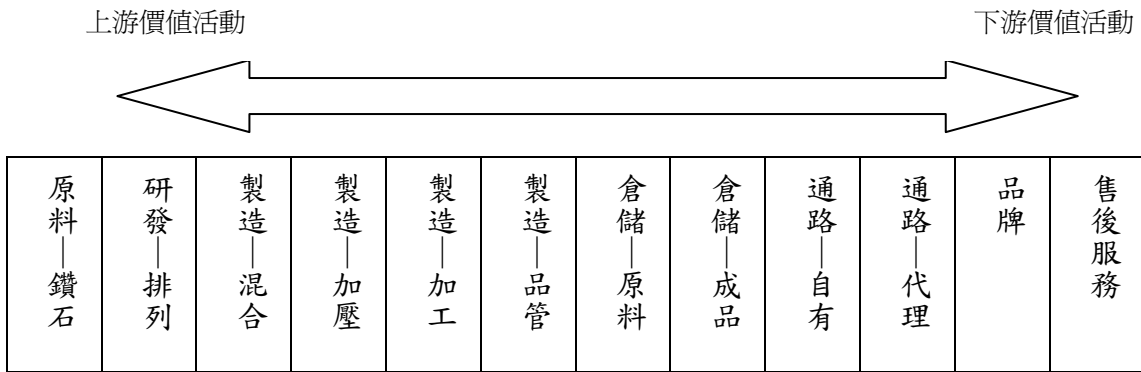 上游價值活動
下游價值活動
原料—鑽石
研發—排列
製造—混合
製造—加壓
製造—加工
製造—品管
倉儲—原料
倉儲—成品
通路—自有
通路—代理
品牌
售後服務